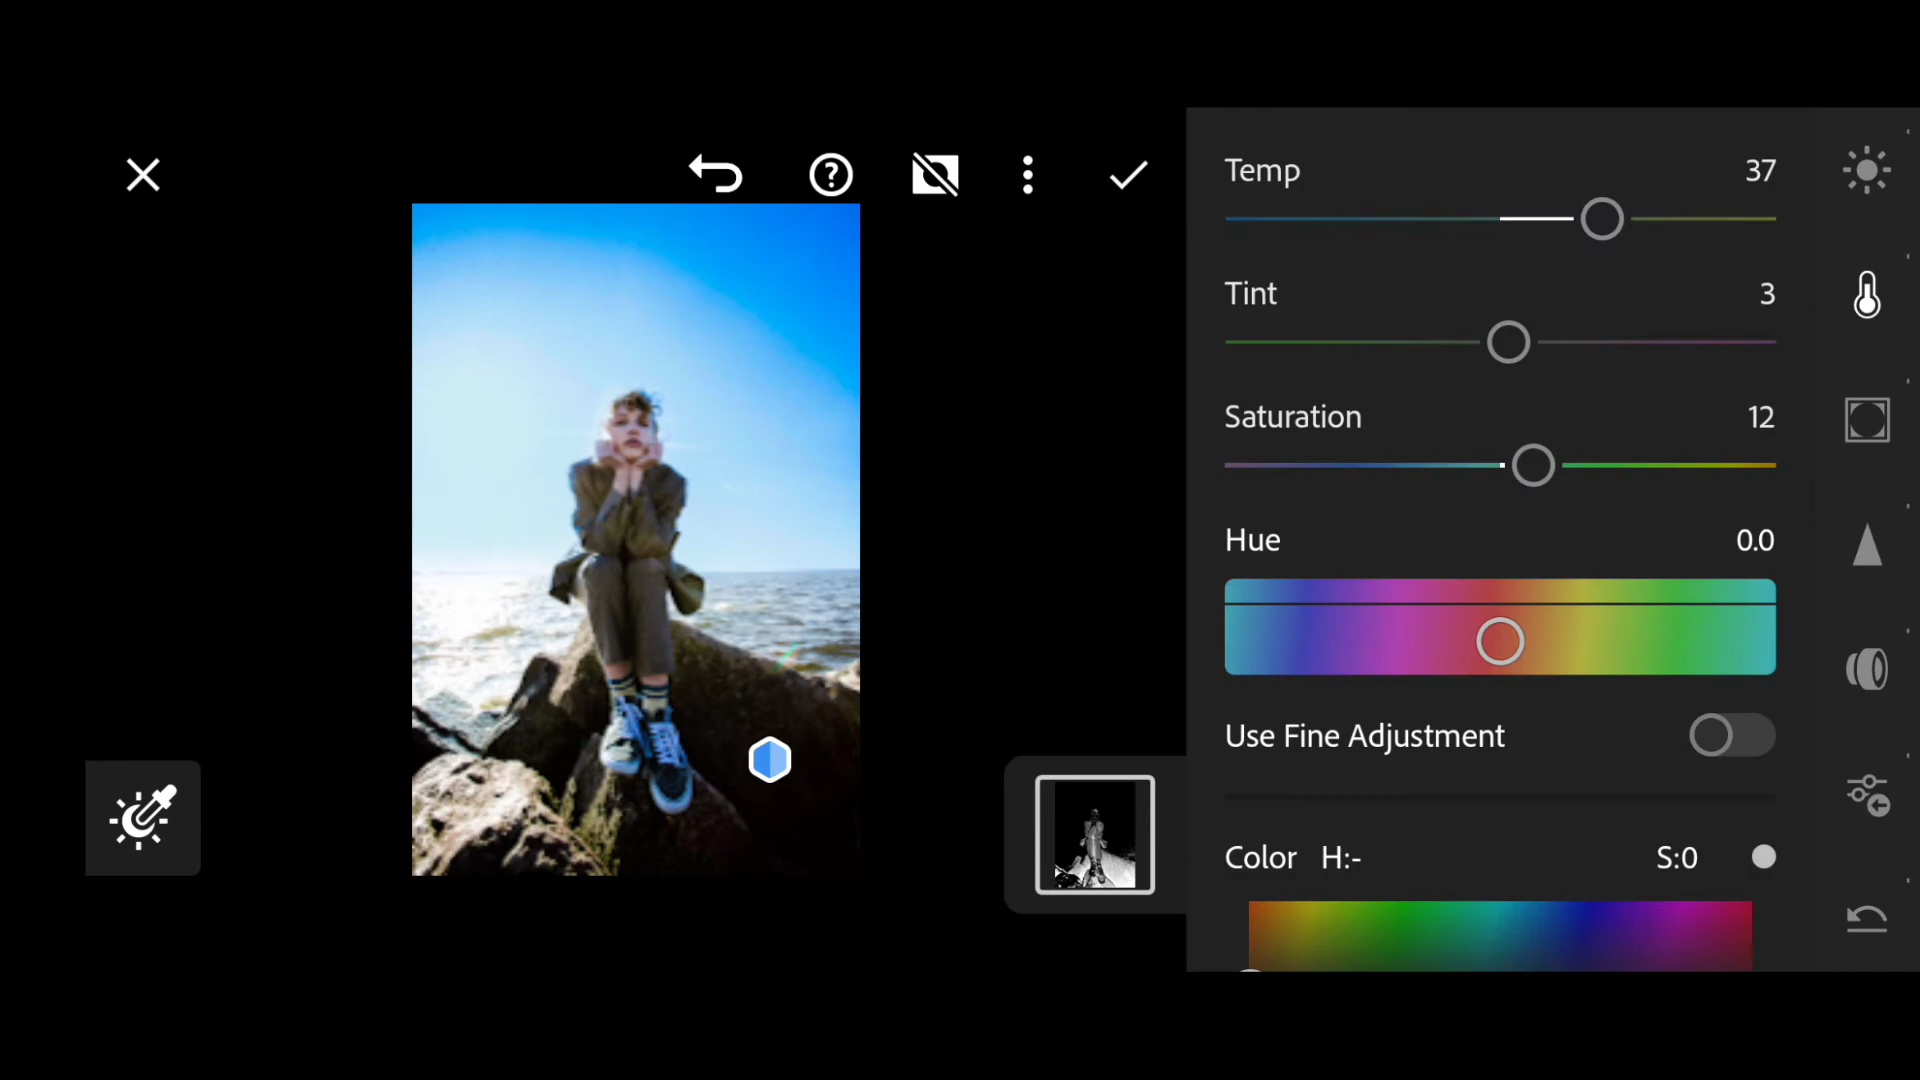 Temp 37
Tint 3
Saturation 12
Hue 0.0
Use Fine Adjustment
Color H:- S:0